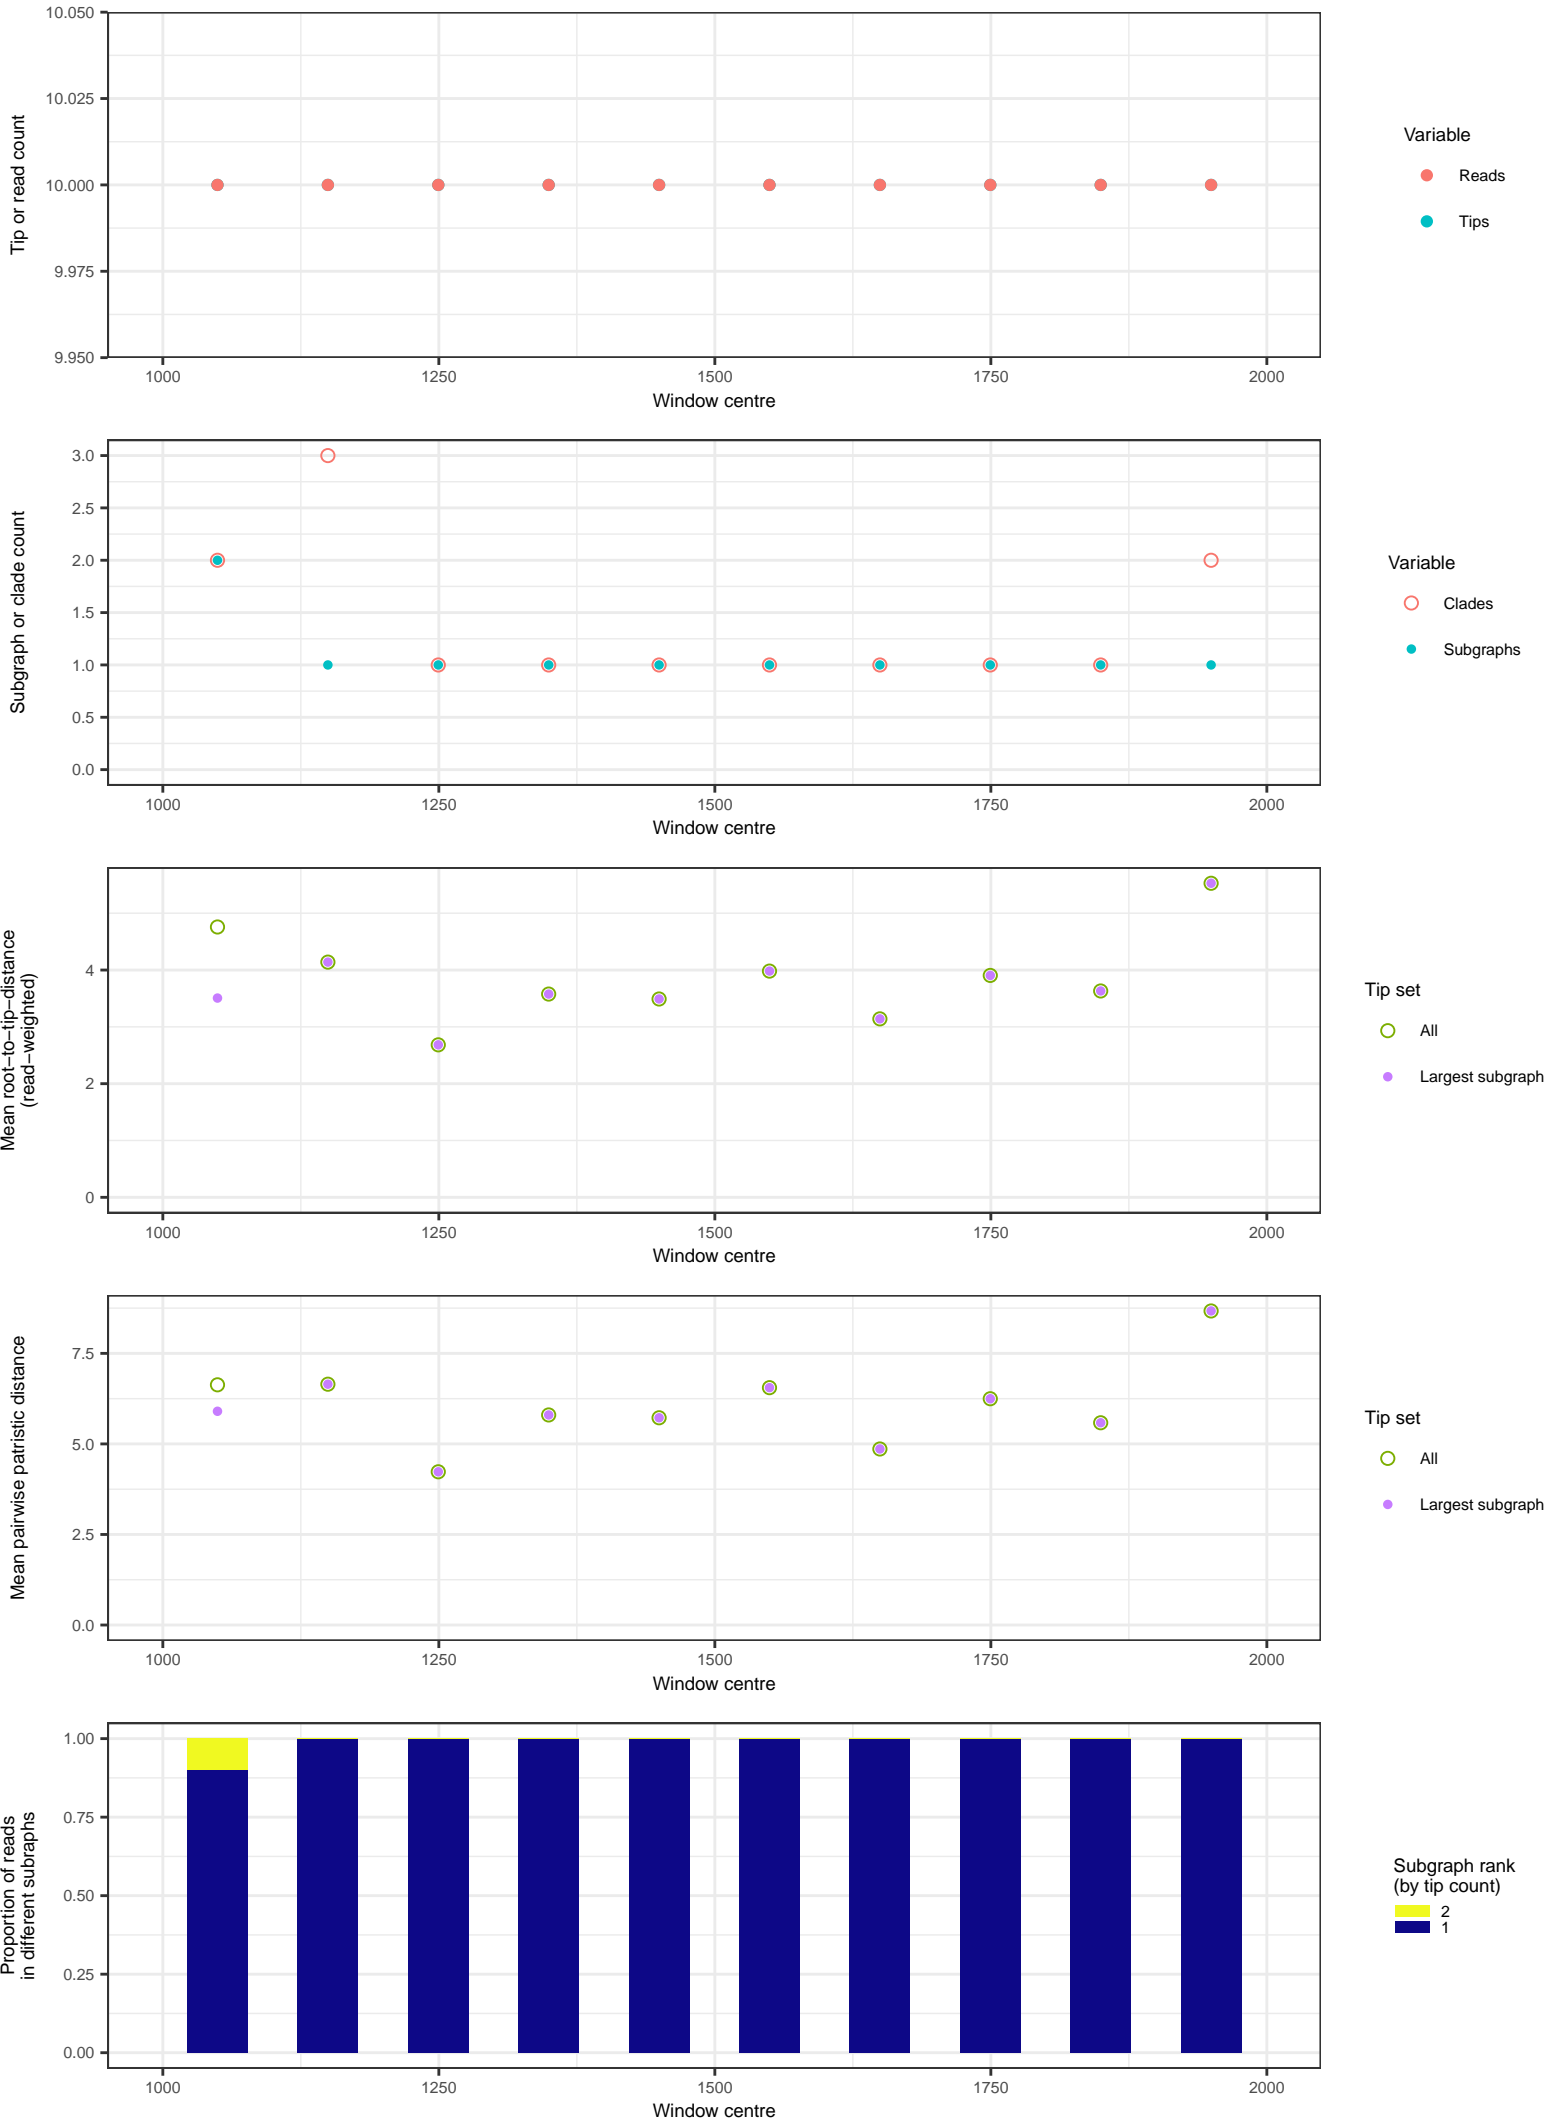 10.050
10.025
10.000
9.975
9.950
Tip or read count
1000 1250 1500 1750 2000
Window centre
Variable
Reads
Tips
3.0
2.5
2.0
1.5
1.0
0.5
0.0
Subgraph or clade count
1000 1250 1500 1750 2000
Window centre
Variable
Clades
Subgraphs
4
2
0
Mean root−to−tip−distance
(read−weighted)
1000 1250 1500 1750 2000
Window centre
Tip set
All
Largest subgraph
7.5
5.0
2.5
0.0
Mean pairwise patristic distance
1000 1250 1500 1750 2000
Window centre
Tip set
All
Largest subgraph
1.00
0.75
0.50
0.25
0.00
Proportion of reads
in different subraphs
1000 1250 1500 1750 2000
Window centre
Subgraph rank
(by tip count)
2
1